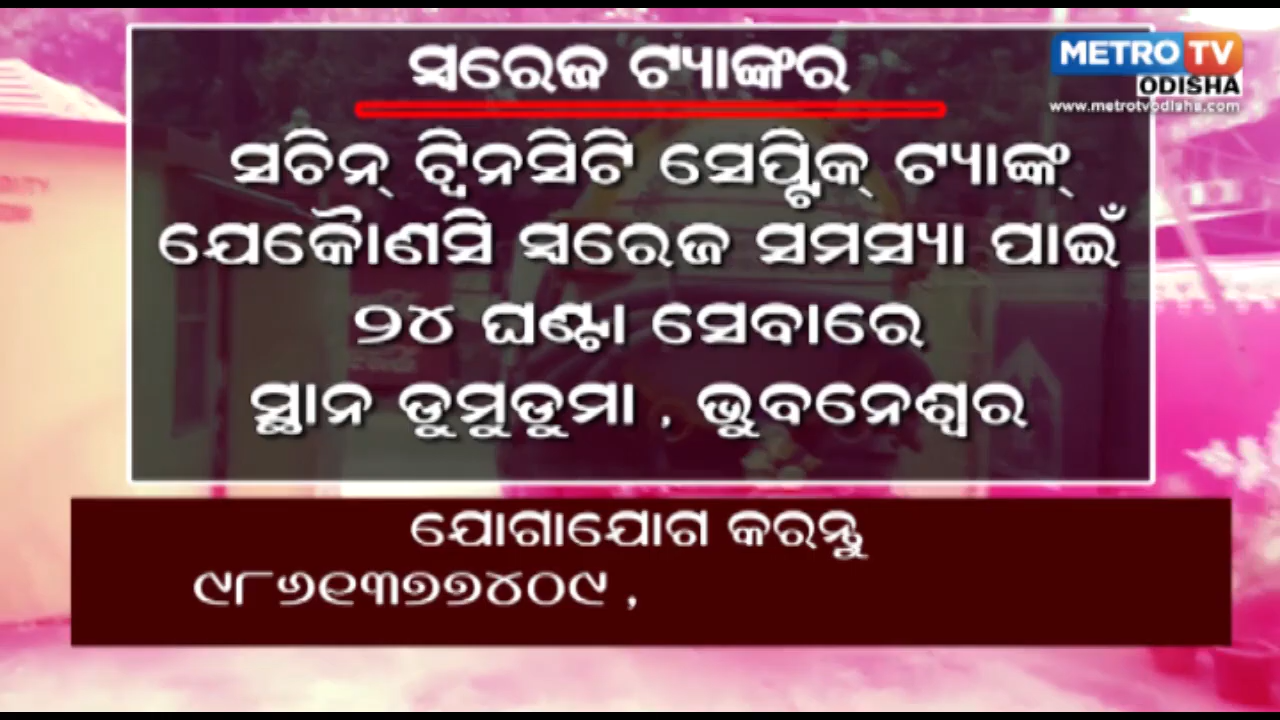 ସ୍ୱରେଜ ଟ୍ୟାଙ୍କର
METRO TV
ODISHA
www.metrotvodisha.com
ସଚିନ୍ ଟ୍ୱିନସିଟି ସେପ୍ଟିକ୍ ଟ୍ୟାଙ୍କ୍
ଯେକୌଣସି ସ୍ୱରେଜ ସମସ୍ୟା ପାଇଁ
୨୪ ଘଣ୍ଟା ସେବାରେ
ସ୍ଥାନ ଡୁମୁଡୁମା , ଭୁବନେଶ୍ୱର
ଯୋଗାଯୋଗ କରନ୍ତୁ
୯୮୬୧୩୭୭୪୦୯ ,